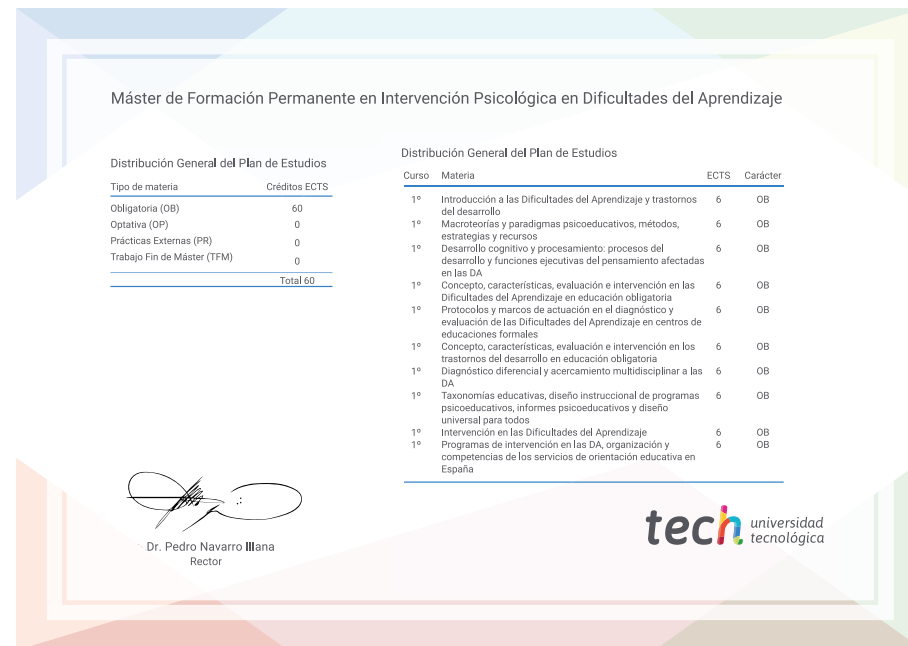 Máster de Formación Permanente en Intervención Psicológica en Dificultades del Aprendizaje
Distribución General del Plan de Estudios
Tipo de materia Créditos ECTS
Obligatoria (OB) 60
Optativa (OP) 0
Prácticas Externas (PR) 0
Trabajo Fin de Máster (TFM) 0
Total 60
Distribución General del Plan de Estudios
Curso Materia ECTS Carácter
1º Introducción a las Dificultades del Aprendizaje y trastornos 6 OB
del desarrollo
1º Macroteorías y paradigmas psicoeducativos, métodos, 6 OB
estrategias y recursos
1º Desarrollo cognitivo y procesamiento: procesos del 6 OB
desarrollo y funciones ejecutivas del pensamiento afectadas
en las DA
1º Concepto, características, evaluación e intervención en las 6 OB
Dificultades del Aprendizaje en educación obligatoria
1º Protocolos y marcos de actuación en el diagnóstico y 6 OB
evaluación de las Dificultades del Aprendizaje en centros de
educaciones formales
1º Concepto, características, evaluación e intervención en los 6 OB
trastornos del desarrollo en educación obligatoria
1º Diagnóstico diferencial y acercamiento multidisciplinar a las 6 OB
DA
1º Taxonomías educativas, diseño instruccional de programas 6 OB
psicoeducativos, informes psicoeducativos y diseño
universal para todos
1º Intervención en las Dificultades del Aprendizaje 6 OB
1º Programas de intervención en las DA, organización y 6 OB
competencias de los servicios de orientación educativa en
España
Dr. Pedro Navarro Illana
Rector
tech universidad
tecnológica